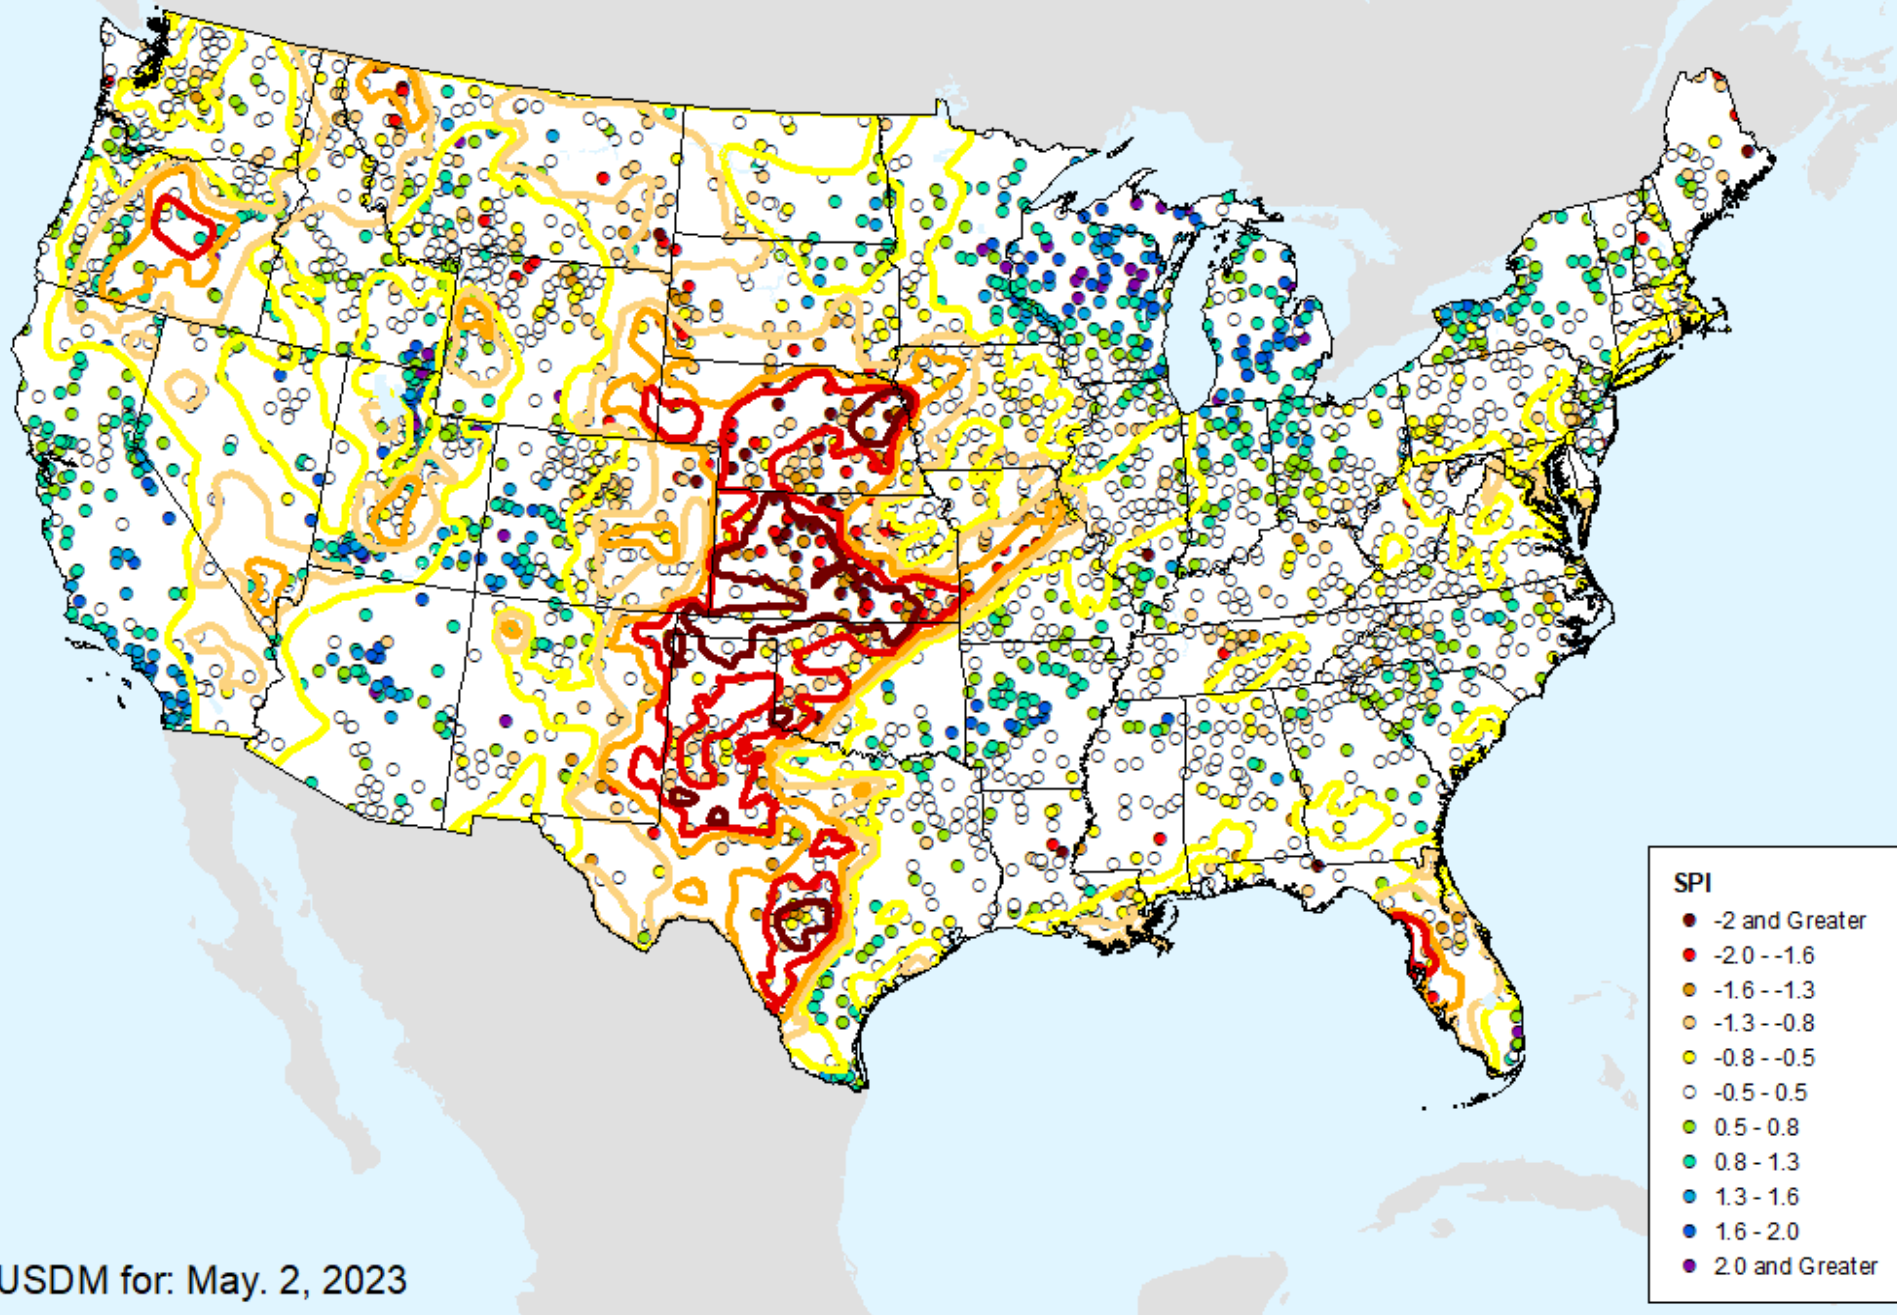 SPI
-2 and Greater
-2.0 - -1.6
-1.6 - -1.3
-1.3 - -0.8
-0.8 - -0.5
-0.5 - 0.5
0.5 - 0.8
0.8 - 1.3
1.3 - 1.6
1.6 - 2.0
2.0 and Greater
USDM for: May. 2, 2023